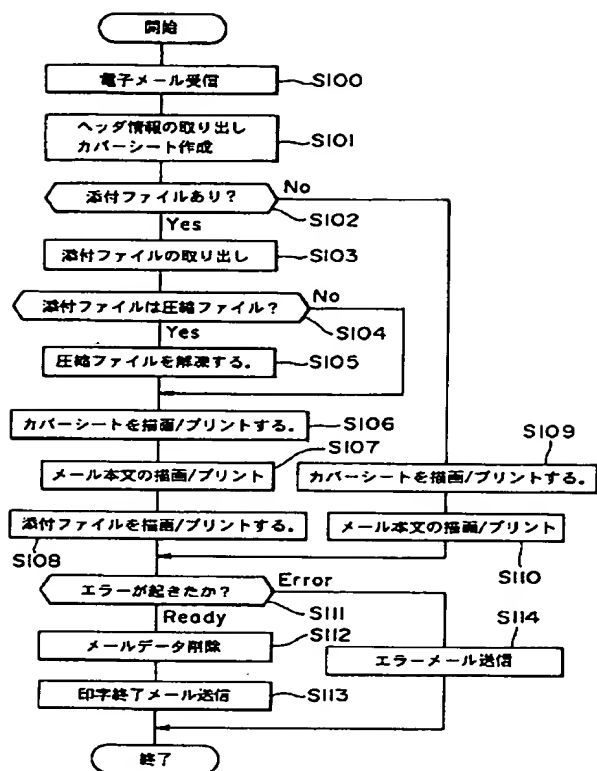 開始
電子メール受信
S100
ヘッダ情報の取り出し
カバーシート作成
S101
添付ファイルあり?
No
S102
Yes
添付ファイルの取り出し
S103
添付ファイルは圧縮ファイル?
No
S104
Yes
圧縮ファイルを解凍する。
S105
カバーシートを描画/プリントする。
S106
メール本文の描画/プリント
S107
添付ファイルを描画/プリントする。
S108
S109
カバーシートを描画/プリントする。
メール本文の描画/プリント
S110
エラーが起きたか?
Error
S111
Ready
メールデータ削除
S112
印字終了メール送信
S113
S114
エラーメール送信
終了